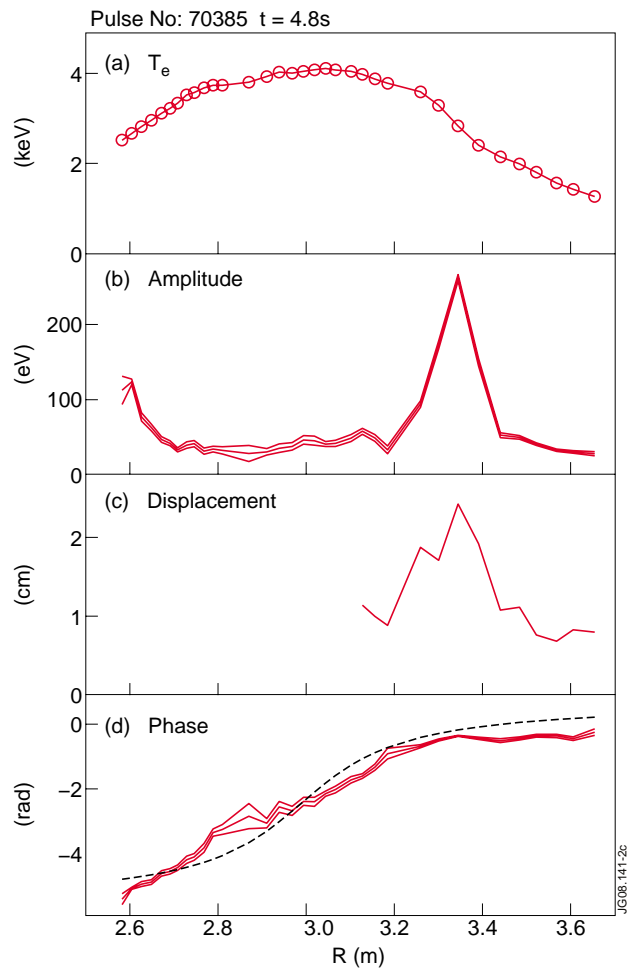 Pulse No: 70385 t = 4.8s
(a) T_e
4
2
0
(keV)
(b) Amplitude
200
100
0
(eV)
(c) Displacement
2
1
0
(cm)
(d) Phase
0
−2
−4
(rad)
2.6 2.8 3.0 3.2 3.4 3.6
R (m)
JG08.141-2c